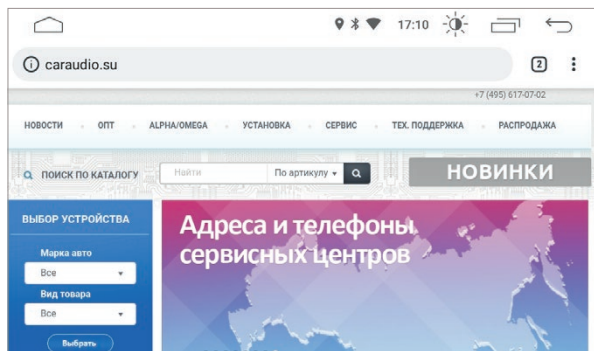 17:10
caraudio.su
2
+7 (495) 617-07-02
НОВОСТИ ОПТ ALPHA/OMEGA УСТАНОВКА СЕРВИС ТЕХ. ПОДДЕРЖКА РАСПРОДАЖА
ПОИСК ПО КАТАЛОГУ Найти По артикулу НОВИНКИ
ВЫБОР УСТРОЙСТВА
Марка авто
Все
Вид товара
Все
Выбрать
Адреса и телефоны
сервисных центров